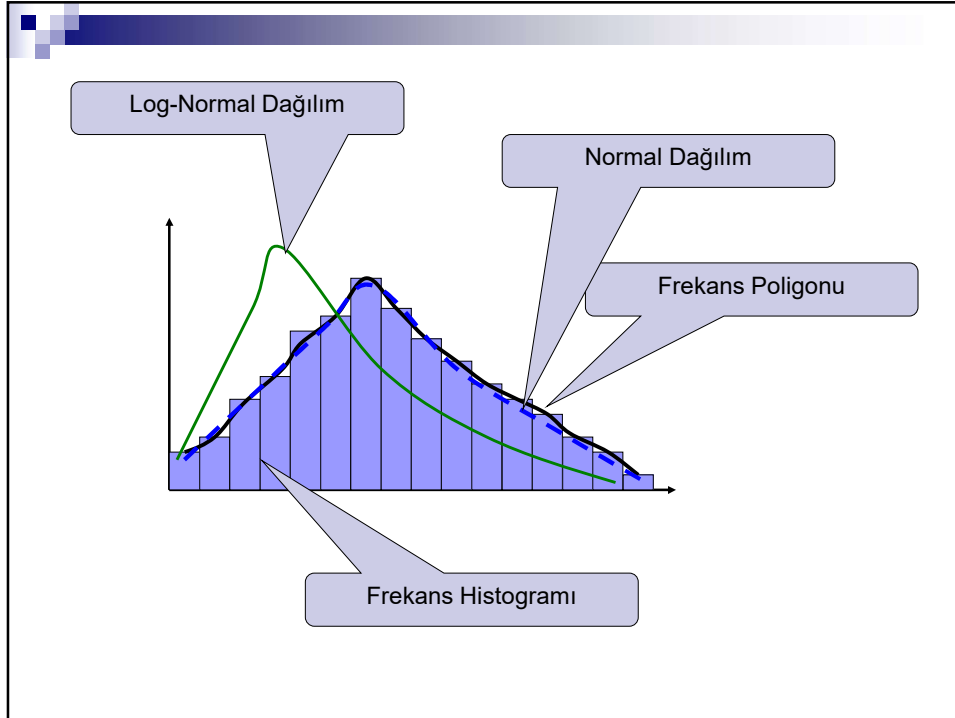 Log-Normal Dağılım
Normal Dağılım
Frekans Poligonu
Frekans Histogramı